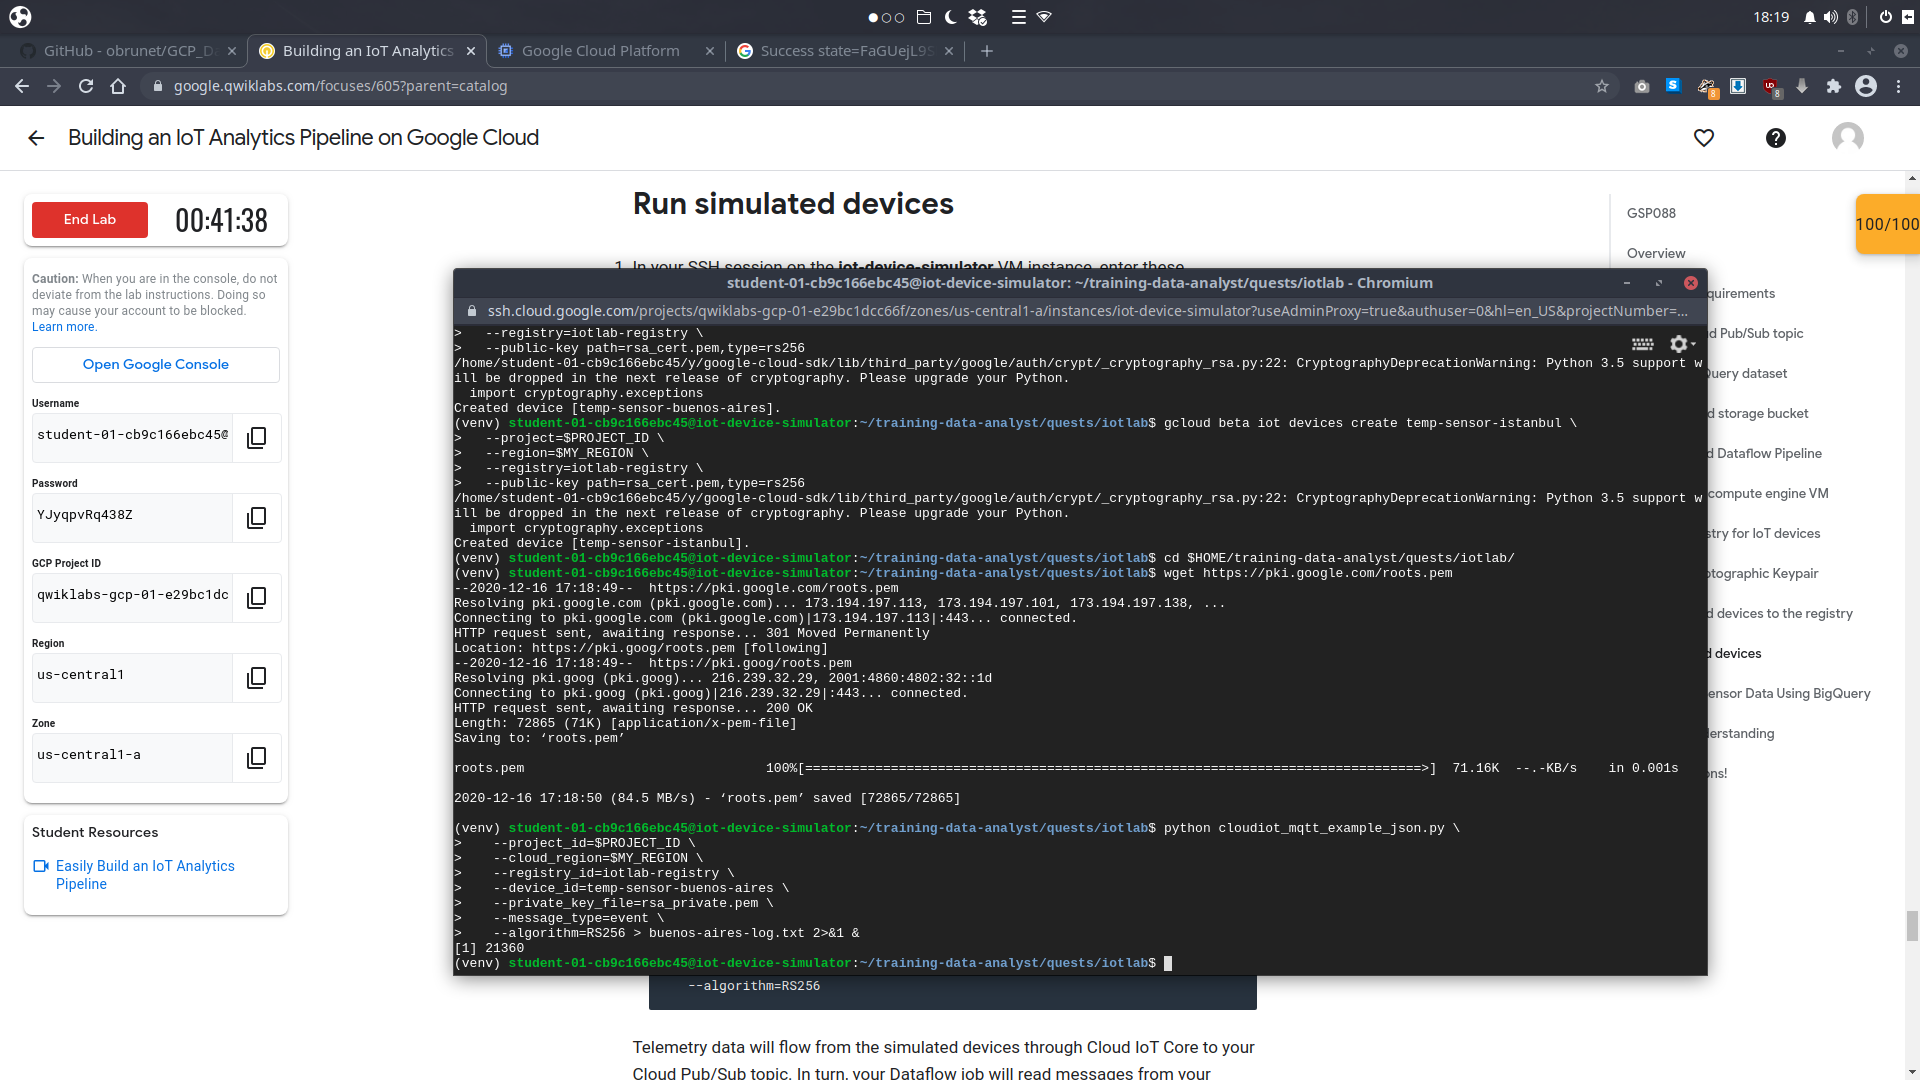 18:19
GitHub - obrunet/GCP_Da
Building an IoT Analytics
Google Cloud Platform
Success state=FaGUejL9S
google.qwiklabs.com/focuses/605?parent=catalog
8
8
Building an IoT Analytics Pipeline on Google Cloud
End Lab
00:41:38
Caution: When you are in the console, do not
deviate from the lab instructions. Doing so
may cause your account to be blocked.
Learn more.
Open Google Console
Username
student-01-cb9c166ebc45@
Password
YJyqpvRq438Z
GCP Project ID
qwiklabs-gcp-01-e29bc1dc
Region
us-central1
Zone
us-central1-a
Student Resources
Easily Build an IoT Analytics
Pipeline
Run simulated devices
1. In your SSH session on the iot-device-simulator VM instance, enter these
student-01-cb9c166ebc45@iot-device-simulator: ~/training-data-analyst/quests/iotlab - Chromium
ssh.cloud.google.com/projects/qwiklabs-gcp-01-e29bc1dcc66f/zones/us-central1-a/instances/iot-device-simulator?useAdminProxy=true&authuser=0&hl=en_US&projectNumber=...
>   --registry=iotlab-registry \
>   --public-key path=rsa_cert.pem,type=rs256
/home/student-01-cb9c166ebc45/y/google-cloud-sdk/lib/third_party/google/auth/crypt/_cryptography_rsa.py:22: CryptographyDeprecationWarning: Python 3.5 support w
ill be dropped in the next release of cryptography. Please upgrade your Python.
  import cryptography.exceptions
Created device [temp-sensor-buenos-aires].
(venv) student-01-cb9c166ebc45@iot-device-simulator:~/training-data-analyst/quests/iotlab$ gcloud beta iot devices create temp-sensor-istanbul \
>   --project=$PROJECT_ID \
>   --region=$MY_REGION \
>   --registry=iotlab-registry \
>   --public-key path=rsa_cert.pem,type=rs256
/home/student-01-cb9c166ebc45/y/google-cloud-sdk/lib/third_party/google/auth/crypt/_cryptography_rsa.py:22: CryptographyDeprecationWarning: Python 3.5 support w
ill be dropped in the next release of cryptography. Please upgrade your Python.
  import cryptography.exceptions
Created device [temp-sensor-istanbul].
(venv) student-01-cb9c166ebc45@iot-device-simulator:~/training-data-analyst/quests/iotlab$ cd $HOME/training-data-analyst/quests/iotlab/
(venv) student-01-cb9c166ebc45@iot-device-simulator:~/training-data-analyst/quests/iotlab$ wget https://pki.google.com/roots.pem
--2020-12-16 17:18:49--  https://pki.google.com/roots.pem
Resolving pki.google.com (pki.google.com)... 173.194.197.113, 173.194.197.101, 173.194.197.138, ...
Connecting to pki.google.com (pki.google.com)|173.194.197.113|:443... connected.
HTTP request sent, awaiting response... 301 Moved Permanently
Location: https://pki.goog/roots.pem [following]
--2020-12-16 17:18:49--  https://pki.goog/roots.pem
Resolving pki.goog (pki.goog)... 216.239.32.29, 2001:4860:4802:32::1d
Connecting to pki.goog (pki.goog)|216.239.32.29|:443... connected.
HTTP request sent, awaiting response... 200 OK
Length: 72865 (71K) [application/x-pem-file]
Saving to: ‘roots.pem’
roots.pem 100%[===============================================================================>] 71.16K --.-KB/s in 0.001s
2020-12-16 17:18:50 (84.5 MB/s) - ‘roots.pem’ saved [72865/72865]
(venv) student-01-cb9c166ebc45@iot-device-simulator:~/training-data-analyst/quests/iotlab$ python cloudiot_mqtt_example_json.py \
>    --project_id=$PROJECT_ID \
>    --cloud_region=$MY_REGION \
>    --registry_id=iotlab-registry \
>    --device_id=temp-sensor-buenos-aires \
>    --private_key_file=rsa_private.pem \
>    --message_type=event \
>    --algorithm=RS256 > buenos-aires-log.txt 2>&1 &
[1] 21360
(venv) student-01-cb9c166ebc45@iot-device-simulator:~/training-data-analyst/quests/iotlab$
--algorithm=RS256
Telemetry data will flow from the simulated devices through Cloud IoT Core to your
Cloud Pub/Sub topic. In turn, your Dataflow job will read messages from your
GSP088
Overview
quirements
d Pub/Sub topic
Query dataset
d storage bucket
d Dataflow Pipeline
compute engine VM
stry for IoT devices
ptographic Keypair
d devices to the registry
d devices
ensor Data Using BigQuery
derstanding
ons!
100/100